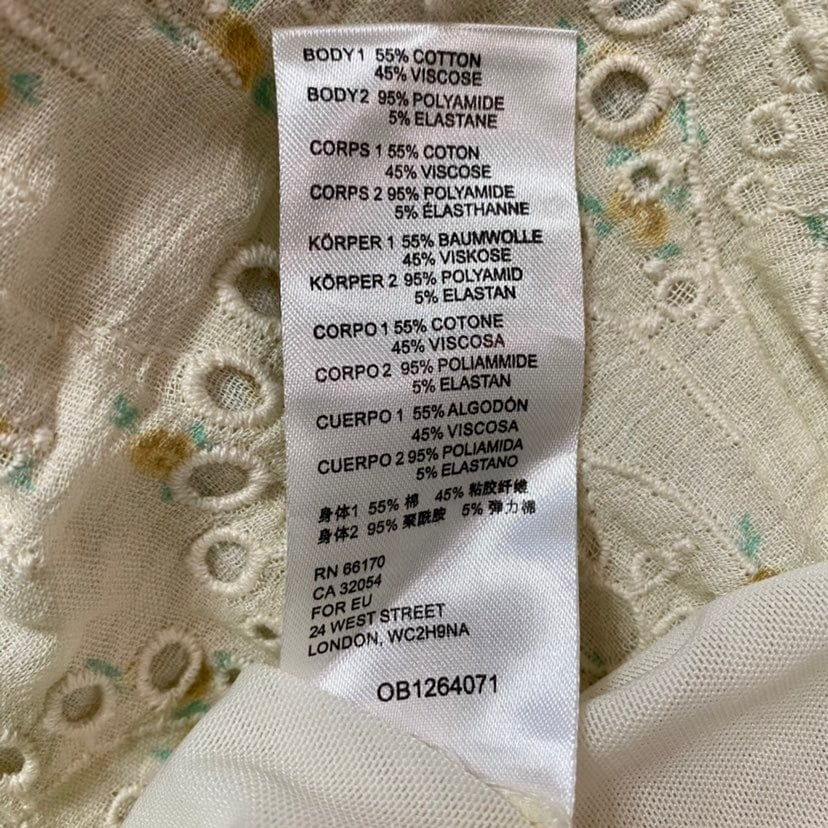 BODY1 55% COTTON
45% VISCOSE
BODY2 95% POLYAMIDE
5% ELASTANE
CORPS 1 55% COTON
45% VISCOSE
CORPS 2 95% POLYAMIDE
5% ÉLASTHANNE
KÖRPER 1 55% BAUMWOLLE
45% VISKOSE
KÖRPER 2 95% POLYAMID
5% ELASTAN
CORPO 1 55% COTONE
45% VISCOSA
CORPO 2 95% POLIAMMIDE
5% ELASTAN
CUERPO 1 55% ALGODÓN
45% VISCOSA
CUERPO 2 95% POLIAMIDA
5% ELASTANO
身体1 55% 棉 45% 粘胶纤维
身体2 95% 聚酰胺 5% 弹力棉
RN 66170
CA 32054
FOR EU
24 WEST STREET
LONDON, WC2H9NA
OB1264071